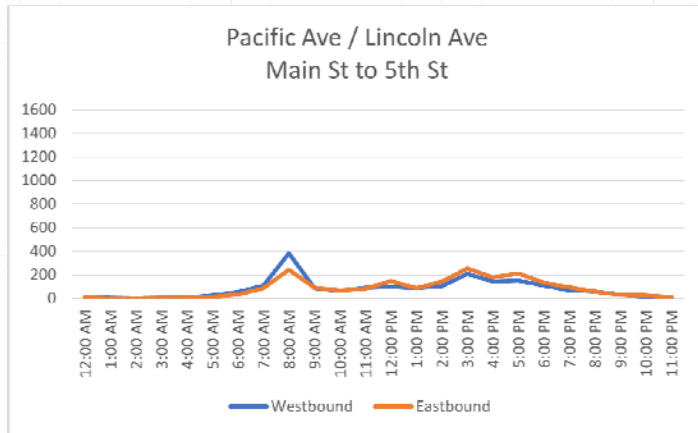 Pacific Ave / Lincoln Ave
Main St to 5th St
1600
1400
1200
1000
800
600
400
200
0
12:00 AM
1:00 AM
2:00 AM
3:00 AM
4:00 AM
5:00 AM
6:00 AM
7:00 AM
8:00 AM
9:00 AM
10:00 AM
11:00 AM
12:00 PM
1:00 PM
2:00 PM
3:00 PM
4:00 PM
5:00 PM
6:00 PM
7:00 PM
8:00 PM
9:00 PM
10:00 PM
11:00 PM
Westbound Eastbound